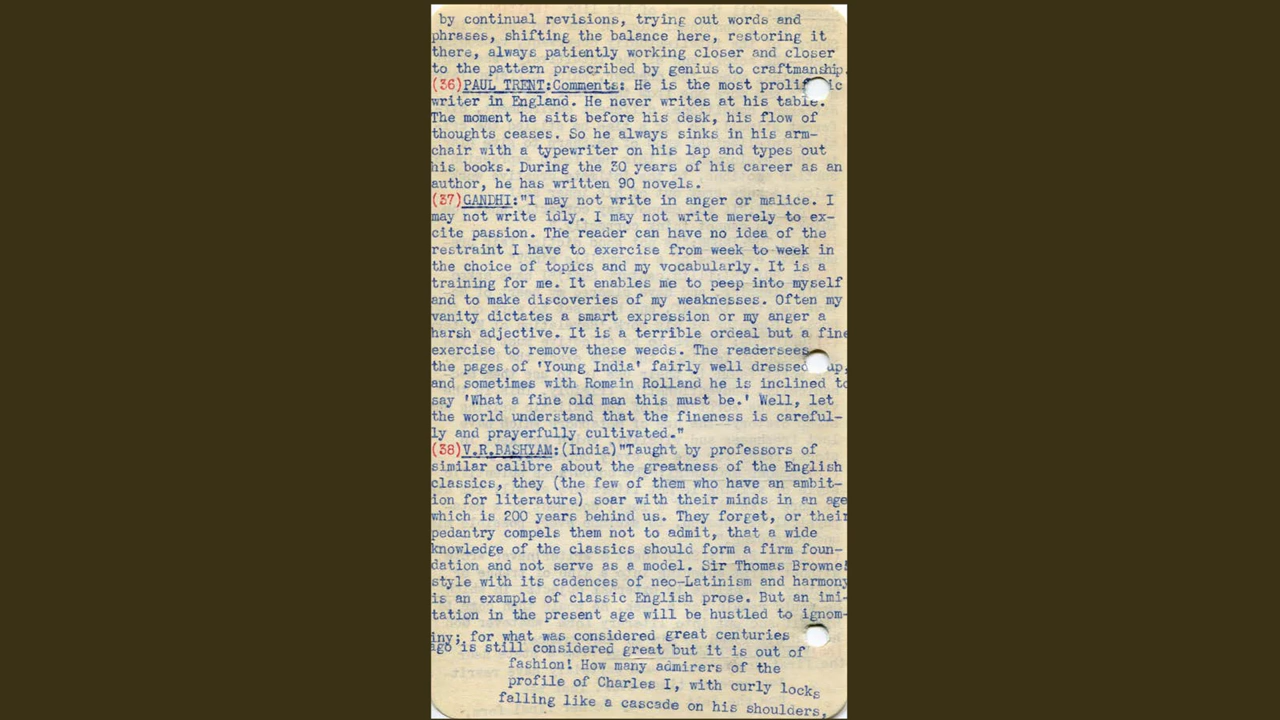 by continual revisions, trying out words and
phrases, shifting the balance here, restoring it
there, always patiently working closer and closer
to the pattern prescribed by genius to craftmanship.
(36)PAUL TRENT:Comments: He is the most prolific
writer in England. He never writes at his table.
The moment he sits before his desk, his flow of
thoughts ceases. So he always sinks in his arm-
chair with a typewriter on his lap and types out
his books. During the 30 years of his career as an
author, he has written 90 novels.
(37)GANDHI:"I may not write in anger or malice. I
may not write idly. I may not write merely to ex-
cite passion. The reader can have no idea of the
restraint I have to exercise from week to week in
the choice of topics and my vocabularly. It is a
training for me. It enables me to peep into myself
and to make discoveries of my weaknesses. Often my
vanity dictates a smart expression or my anger a
harsh adjective. It is a terrible ordeal but a fine
exercise to remove these weeds. The readersees
the pages of 'Young India' fairly well dressed up,
and sometimes with Romain Rolland he is inclined to
say 'What a fine old man this must be.' Well, let
the world understand that the fineness is careful-
ly and prayerfully cultivated."
(38)V.R.BASHYAM:(India)"Taught by professors of
similar calibre about the greatness of the English
classics, they (the few of them who have an ambit-
ion for literature) soar with their minds in an age
which is 200 years behind us. They forget, or their
pedantry compels them not to admit, that a wide
knowledge of the classics should form a firm foun-
dation and not serve as a model. Sir Thomas Browne's
style with its cadences of neo-Latinism and harmony
is an example of classic English prose. But an imi-
tation in the present age will be hustled to ignom-
iny; for what was considered great centuries
ago is still considered great but it is out of
fashion! How many admirers of the
profile of Charles I, with curly locks
falling like a cascade on his shoulders,